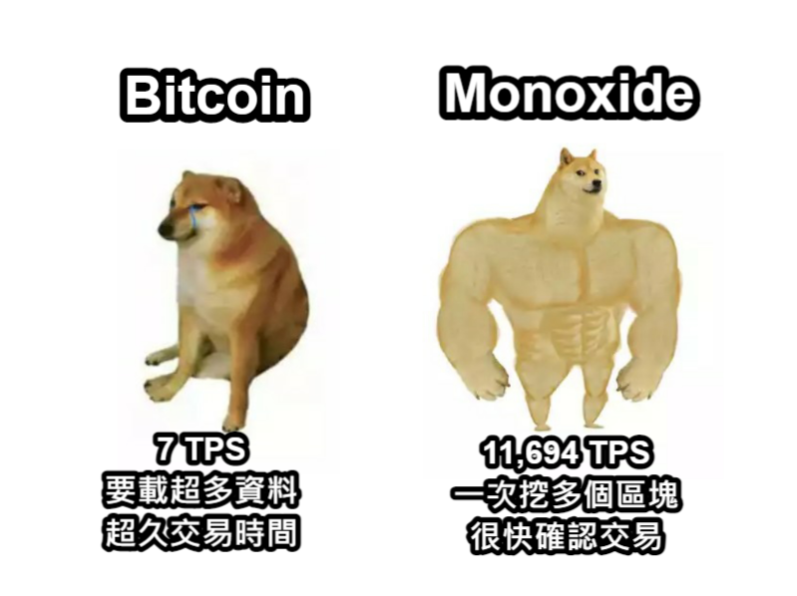 Bitcoin
7 TPS
要載超多資料
超久交易時間
Monoxide
11,694 TPS
一次挖多個區塊
很快確認交易